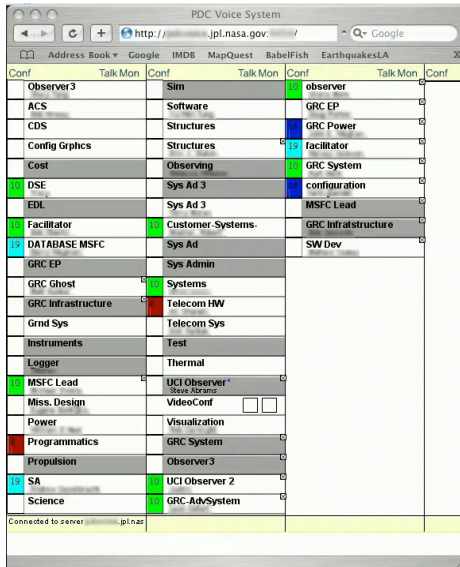 PDC Voice System
http:// .jpl.nasa.gov: /
Google
Address Book Google IMDB MapQuest BabelFish EarthquakesLA
Conf Talk Mon Conf Talk Mon Conf Talk Mon Conf
Observer3
ACS
CDS
Config Grphcs
Cost
10 DSE
EDL
10 Facilitator
19 DATABASE MSFC
GRC EP
GRC Ghost
GRC Infrastructure
Grnd Sys
Instruments
Logger
10 MSFC Lead
Miss. Design
Power
Programmatics
Propulsion
19 SA
Science
Sim
Software
Structures
Structures
Observing
Sys Ad 3
Sys Ad 3
10 Customer-Systems-
Sys Ad
Sys Admin
10 Systems
Telecom HW
Telecom Sys
Test
Thermal
UCI Observer*
Steve Abrams
VideoConf
Visualization
GRC System
Observer3
10 UCI Observer 2
10 GRC-AdvSystem
10 observer
GRC EP
GRC Power
19 facilitator
10 GRC System
configuration
MSFC Lead
GRC Infratstructure
SW Dev
Connected to server .jpl.nas